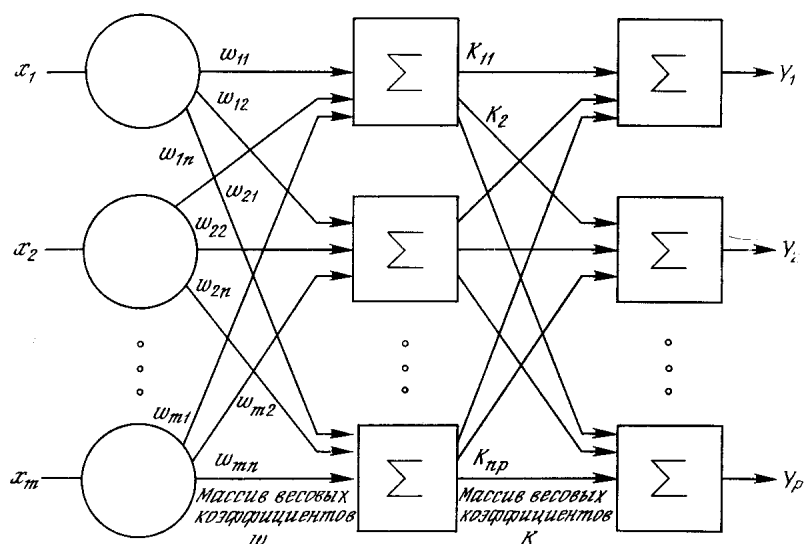 x1
w11
Σ
K11
Σ
Y1
w12
K2
w1n
w21
x2
w22
Σ
Σ
Y2
w2n
wm1
wm2
xm
wmn
Σ
Knp
Σ
Yp
Массив весовых
коэффициентов
W
Массив весовых
коэффициентов
K